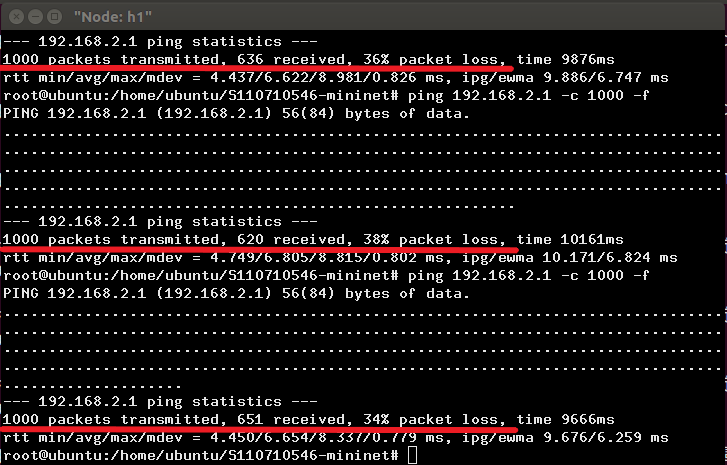 "Node: h1"
--- 192.168.2.1 ping statistics ---
1000 packets transmitted, 636 received, 36% packet loss, time 9876ms
rtt min/avg/max/mdev = 4.437/6.622/8.981/0.826 ms, ipg/ewma 9.886/6.747 ms
root@ubuntu:/home/ubuntu/S110710546-mininet# ping 192.168.2.1 -c 1000 -f
PING 192.168.2.1 (192.168.2.1) 56(84) bytes of data.
................................................................................
................................................................................
................................................................................
................................................................................
.........................................................
--- 192.168.2.1 ping statistics ---
1000 packets transmitted, 620 received, 38% packet loss, time 10161ms
rtt min/avg/max/mdev = 4.749/6.805/8.815/0.802 ms, ipg/ewma 10.171/6.824 ms
root@ubuntu:/home/ubuntu/S110710546-mininet# ping 192.168.2.1 -c 1000 -f
PING 192.168.2.1 (192.168.2.1) 56(84) bytes of data.
................................................................................
................................................................................
................................................................................
................................................................................
....................
--- 192.168.2.1 ping statistics ---
1000 packets transmitted, 651 received, 34% packet loss, time 9666ms
rtt min/avg/max/mdev = 4.450/6.654/8.337/0.779 ms, ipg/ewma 9.676/6.259 ms
root@ubuntu:/home/ubuntu/S110710546-mininet#